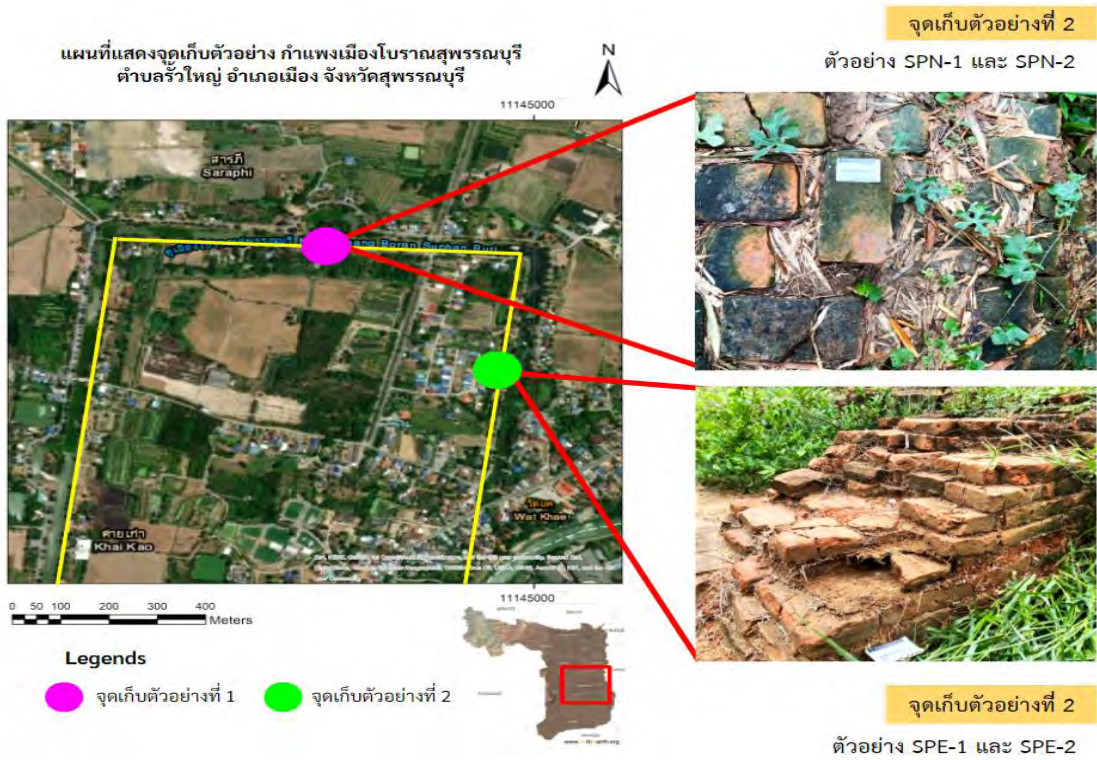 แผนที่แสดงจุดเก็บตัวอย่าง กำแพงเมืองโบราณสุพรรณบุรี
ตำบลรั้วใหญ่ อำเภอเมือง จังหวัดสุพรรณบุรี
N
11145000
จุดเก็บตัวอย่างที่ 2
ตัวอย่าง SPN-1 และ SPN-2
สารภี
Saraphi
Boran Suphan Buri
วัดแค
Wat Khae
ค่ายเก่า
Khai Kao
11145000
0 50 100 200 300 400
Meters
Legends
จุดเก็บตัวอย่างที่ 1
จุดเก็บตัวอย่างที่ 2
จุดเก็บตัวอย่างที่ 2
ตัวอย่าง SPE-1 และ SPE-2